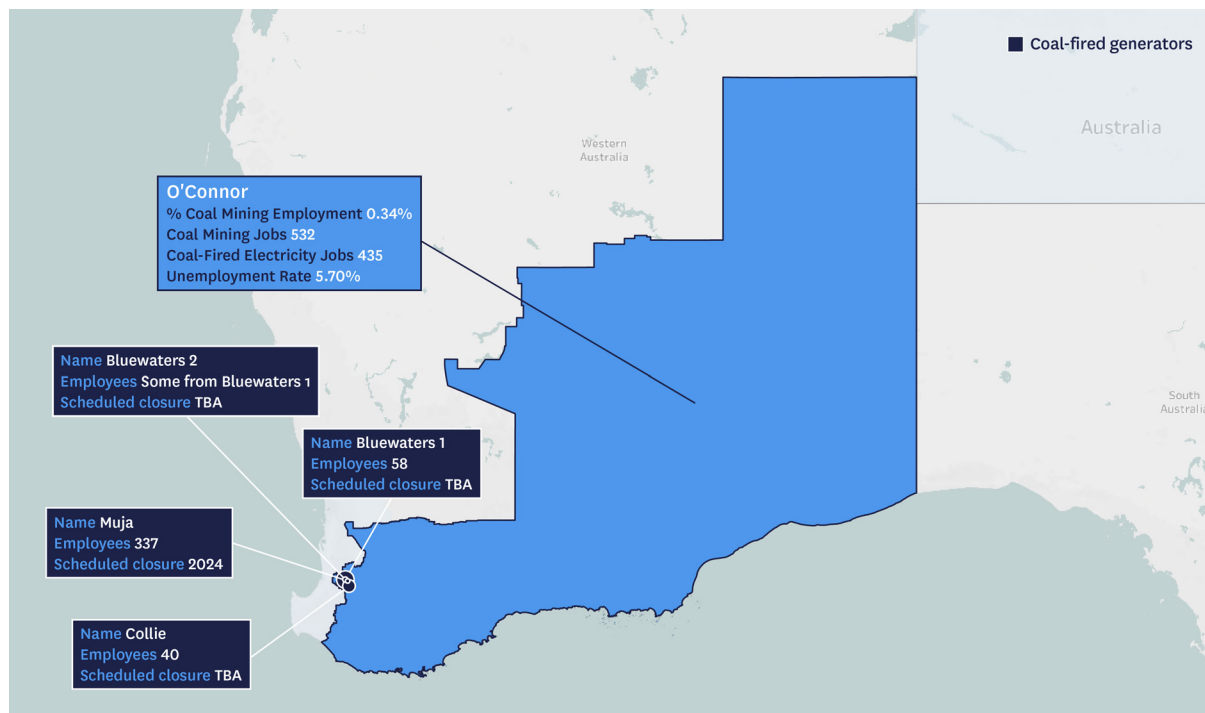 Coal-fired generators
Australia
Western
Australia
O'Connor
% Coal Mining Employment 0.34%
Coal Mining Jobs 532
Coal-Fired Electricity Jobs 435
Unemployment Rate 5.70%
Name Bluewaters 2
Employees Some from Bluewaters 1
Scheduled closure TBA
South
Australia
Name Bluewaters 1
Employees 58
Scheduled closure TBA
Name Muja
Employees 337
Scheduled closure 2024
Name Collie
Employees 40
Scheduled closure TBA